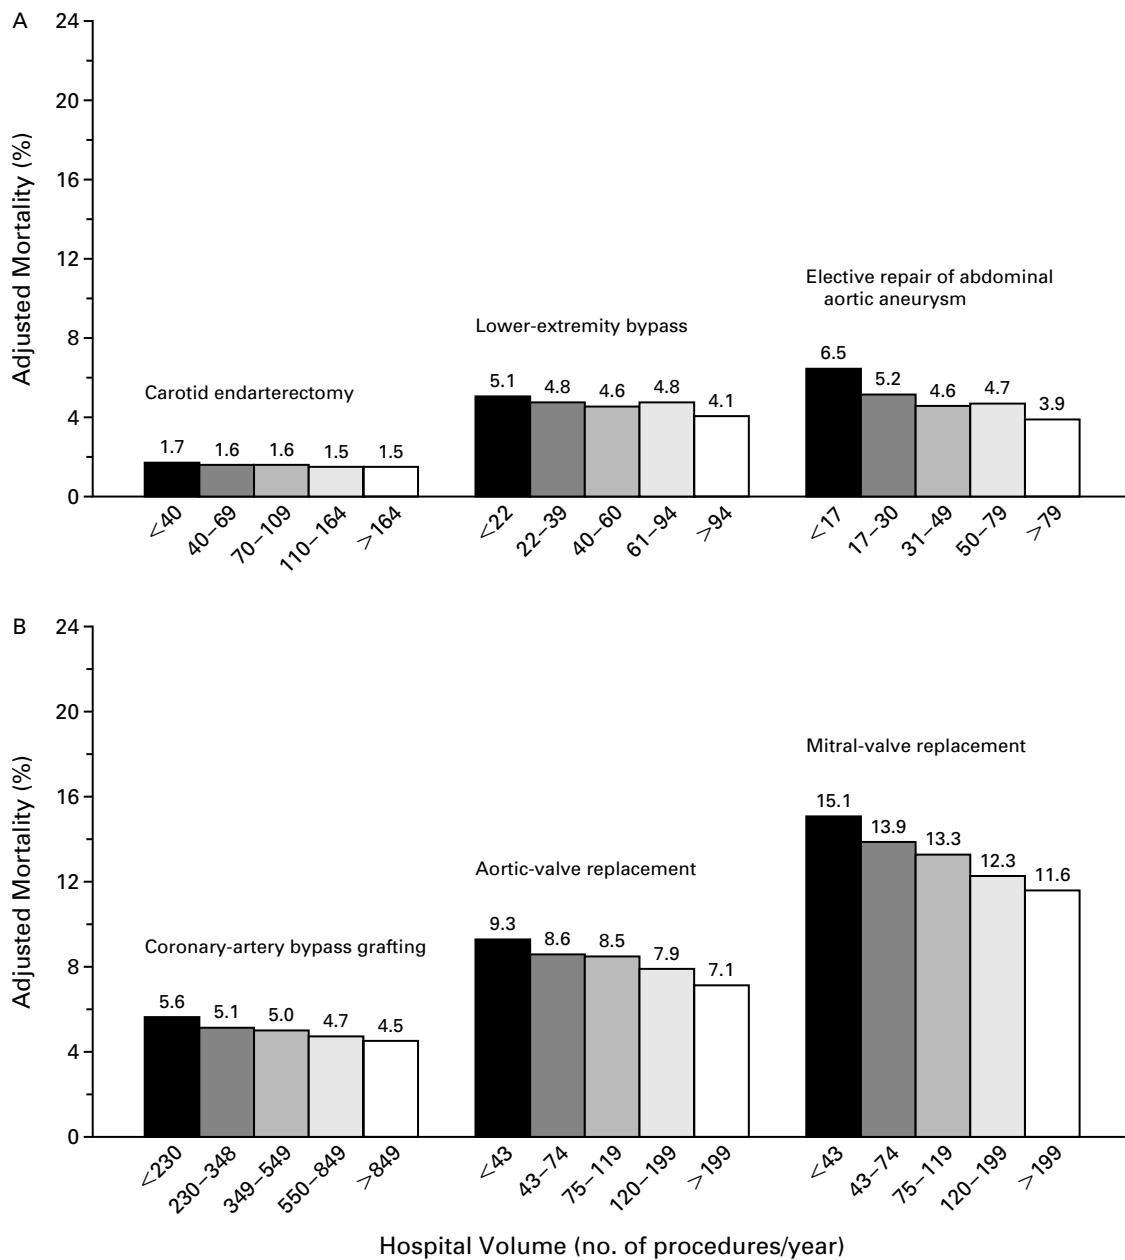 A
24
20
16
12
8
4
0
Adjusted Mortality (%)
Carotid endarterectomy
1.7 1.6 1.6 1.5 1.5
<40 40–69 70–109 110–164 >164
Lower-extremity bypass
5.1 4.8 4.6 4.8 4.1
<22 22–39 40–60 61–94 >94
Elective repair of abdominal
aortic aneurysm
6.5 5.2 4.6 4.7 3.9
<17 17–30 31–49 50–79 >79
B
24
20
16
12
8
4
0
Adjusted Mortality (%)
Coronary-artery bypass grafting
5.6 5.1 5.0 4.7 4.5
<230 230–348 349–549 550–849 >849
Aortic-valve replacement
9.3 8.6 8.5 7.9 7.1
<43 43–74 75–119 120–199 >199
Mitral-valve replacement
15.1 13.9 13.3 12.3 11.6
<43 43–74 75–119 120–199 >199
Hospital Volume (no. of procedures/year)